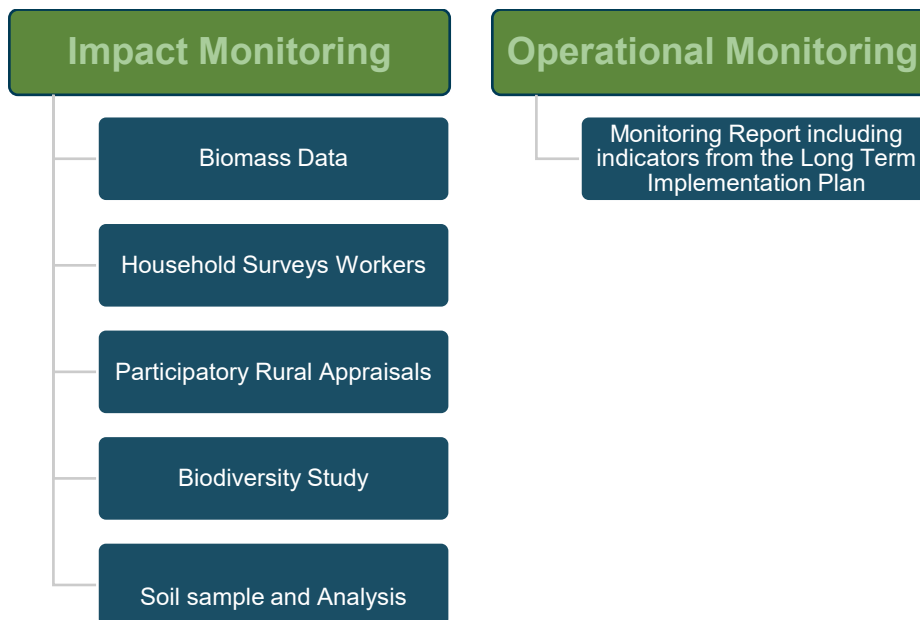 Impact Monitoring
Biomass Data
Household Surveys Workers
Participatory Rural Appraisals
Biodiversity Study
Soil sample and Analysis
Operational Monitoring
Monitoring Report including
indicators from the Long Term
Implementation Plan